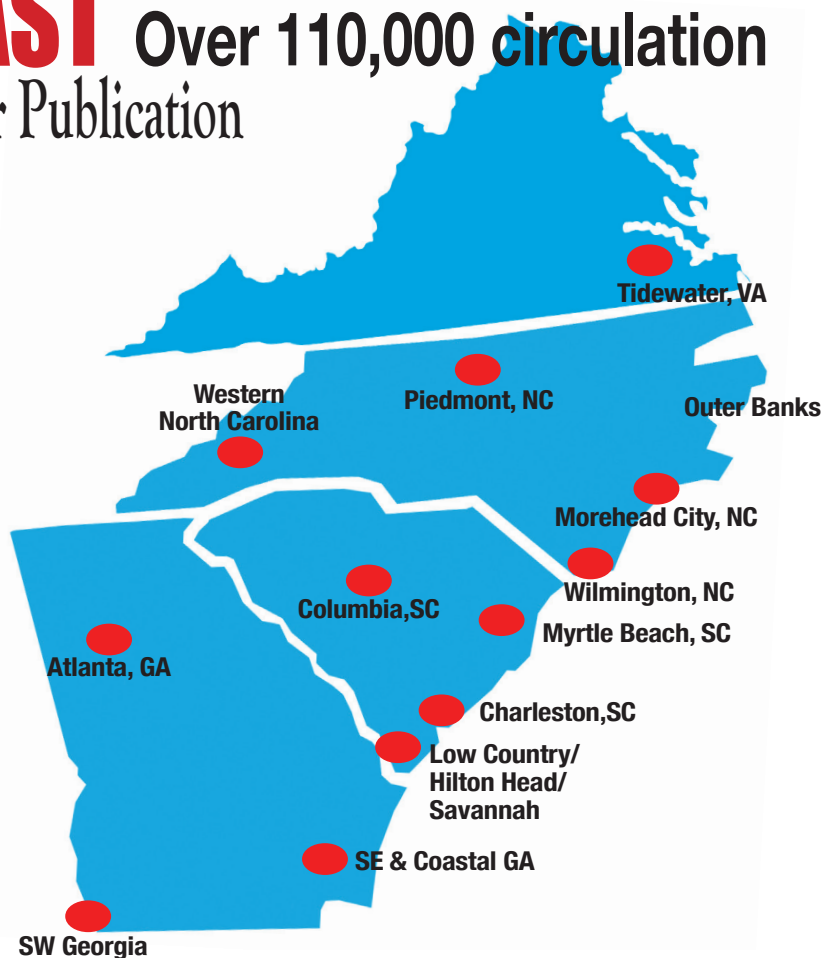 AST Over 110,000 circulation
r Publication
Tidewater, VA
Western
North Carolina
Piedmont, NC
Outer Banks
Morehead City, NC
Wilmington, NC
Columbia,SC
Myrtle Beach, SC
Atlanta, GA
Charleston,SC
Low Country/
Hilton Head/
Savannah
SE & Coastal GA
SW Georgia